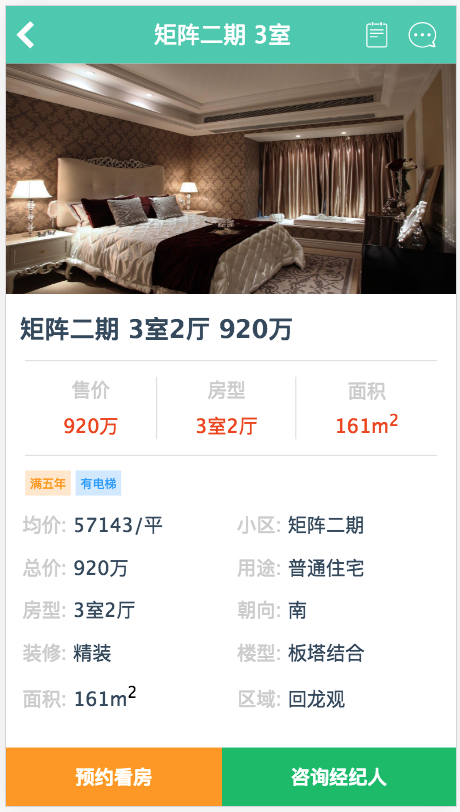 矩阵二期 3室
矩阵二期 3室2厅 920万
售价 房型 面积
920万 3室2厅 161m²
满五年 有电梯
均价: 57143/平 小区: 矩阵二期
总价: 920万 用途: 普通住宅
房型: 3室2厅 朝向: 南
装修: 精装 楼型: 板塔结合
面积: 161m² 区域: 回龙观
预约看房 咨询经纪人